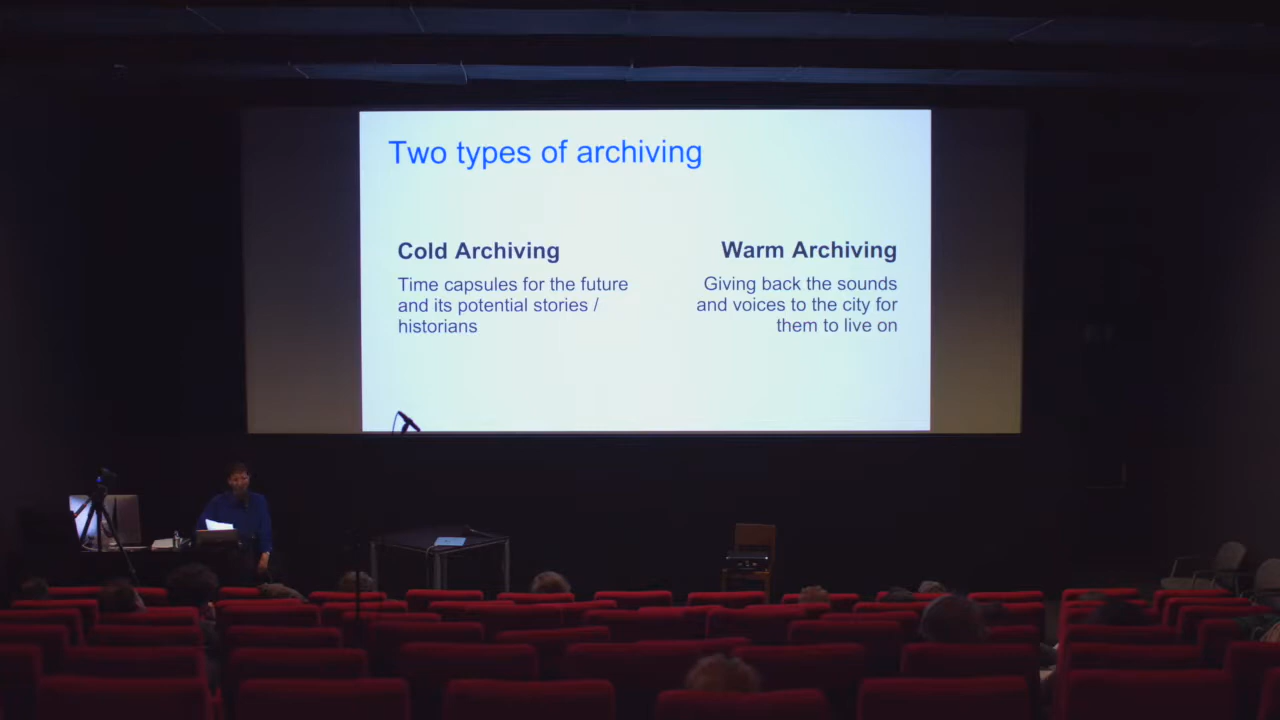 Two types of archiving
Cold Archiving
Time capsules for the future
and its potential stories /
historians
Warm Archiving
Giving back the sounds
and voices to the city for
them to live on